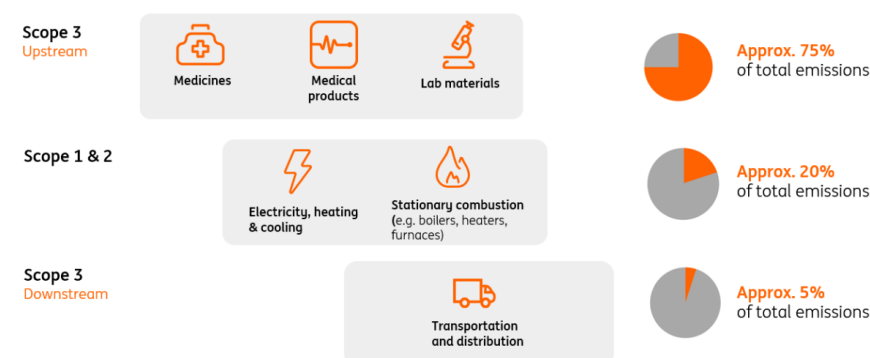 Scope 3
Upstream
Medicines
Medical
products
Lab materials
Approx. 75%
of total emissions
Scope 1 & 2
Electricity, heating
& cooling
Stationary combustion
(e.g. boilers, heaters,
furnaces)
Approx. 20%
of total emissions
Scope 3
Downstream
Transportation
and distribution
Approx. 5%
of total emissions